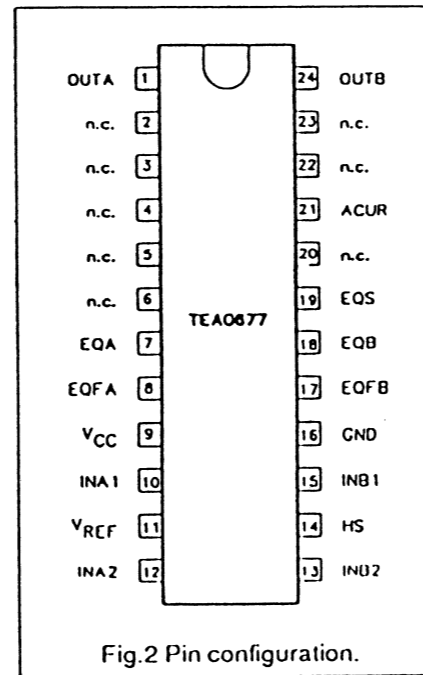 OUTA 1 24 OUTB
n.c. 2 23 n.c.
n.c. 3 22 n.c.
n.c. 4 21 ACUR
n.c. 5 20 n.c.
n.c. 6 19 EQS
TEA0677
EQA 7 18 EQB
EQFA 8 17 EQFB
VCC 9 16 GND
INA1 10 15 INB1
VREF 11 14 HS
INA2 12 13 INB2
Fig.2 Pin configuration.